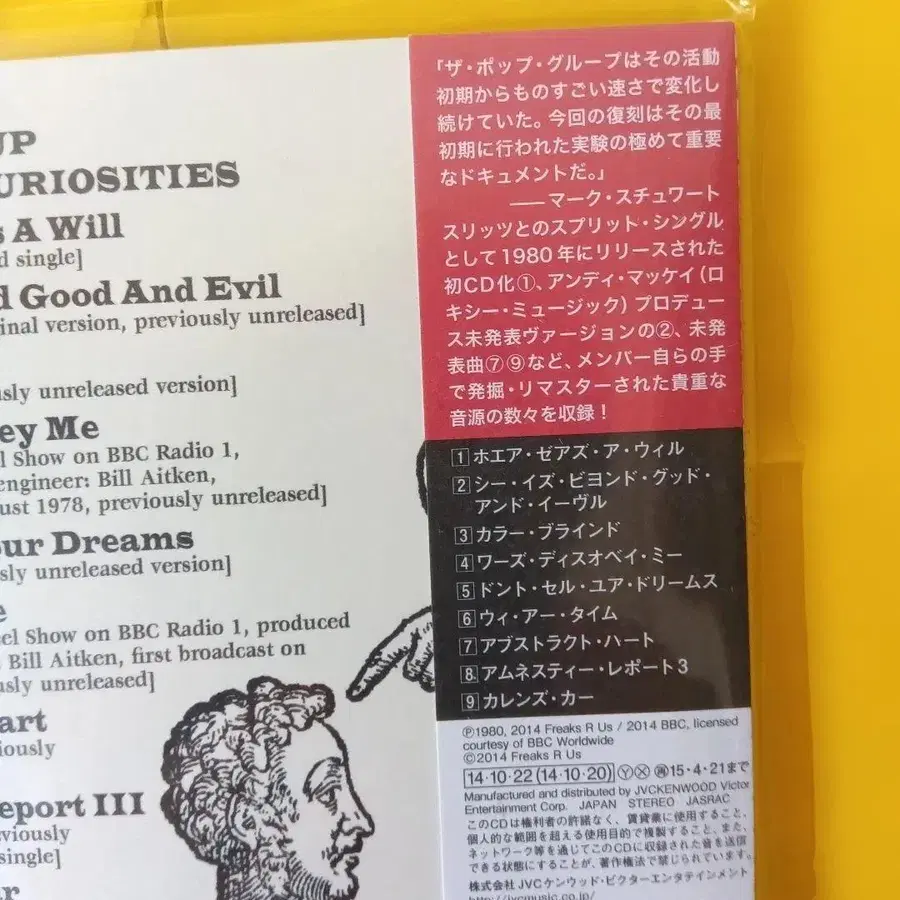 UP
URIOSITIES
s A Will
d single]
d Good And Evil
inal version, previously unreleased]
sly unreleased version]
ey Me
l Show on BBC Radio 1,
engineer: Bill Aitken,
ust 1978, previously unreleased]
our Dreams
sly unreleased version]
e
eel Show on BBC Radio 1, produced
Bill Aitken, first broadcast on
usly unreleased]
art
viously
eport III
eviously
single]
ar
「ザ・ポップ・グループはその活動
初期からものすごい速さで変化し
続けていた。今回の復刻はその最
初期に行われた実験の極めて重要
なドキュメントだ。」
——マーク・スチュワート
スリッツとのスプリット・シングル
として1980年にリリースされた
初CD化①、アンディ・マッケイ(ロ
キシー・ミュージック)プロデュー
ス未発表ヴァージョンの②、未発
表曲⑦⑨など、メンバー自らの手
で発掘・リマスターされた貴重な
音源の数々を収録!
1 ホエア・ゼアズ・ア・ウィル
2 シー・イズ・ビヨンド・グッド・
アンド・イーヴル
3 カラー・ブラインド
4 ワーズ・ディスオベイ・ミー
5 ドント・セル・ユア・ドリームス
6 ウィ・アー・タイム
7 アブストラクト・ハート
8 アムネスティー・レポート3
9 カレンズ・カー
℗1980, 2014 Freaks R Us / 2014 BBC, licensed
courtesy of BBC Worldwide
©2014 Freaks R Us
14・10・22 (14・10・20) Ⓨ Ⓧ 再 15・4・21まで
Manufactured and distributed by JVCKENWOOD Victor
Entertainment Corp. JAPAN STEREO JASRAC
このCDは権利者の許諾なく、賃貸業に使用すること、
個人的な範囲を超える使用目的で複製すること、また、
ネットワーク等を通じてこのCDに収録された音を送信
できる状態にすることが、著作権法で禁じられています。
株式会社JVCケンウッド・ビクターエンタテインメント
http://jvcmusic.co.jp/